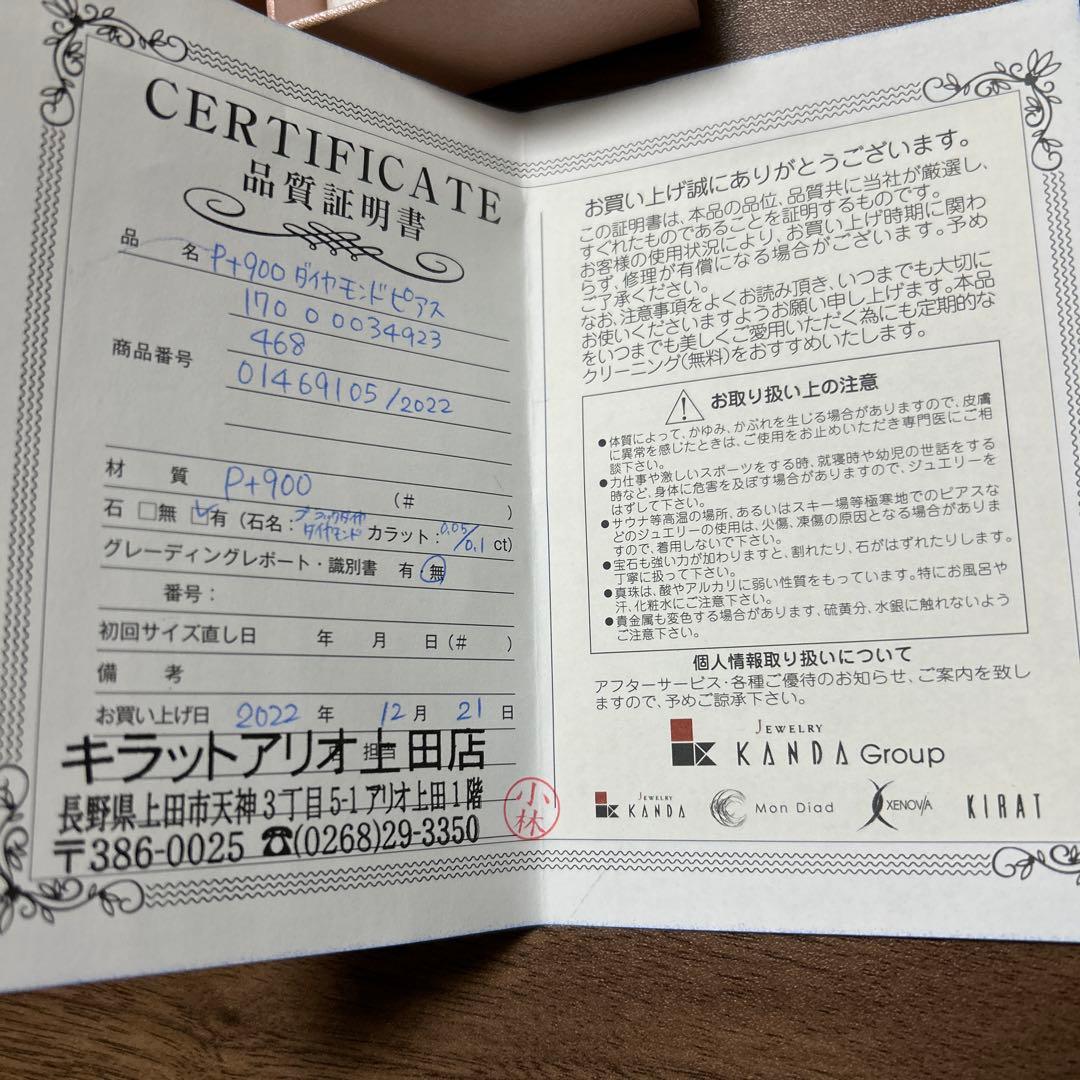 CERTIFICATE
品質証明書
品名 Pt900 ダイヤモンドピアス
170 0 0034923
商品番号 468
01469105/2022
材質 Pt900 (# )
石 □無 ☑有 (石名: ブラックダイヤ ダイヤモンド カラット: 0.05/0.1 ct)
グレーディングレポート・識別書 有・無
番号:
初回サイズ直し日 年 月 日 (# )
備考
お買い上げ日 2022 年 12 月 21 日
担当
キラットアリオ上田店
長野県上田市天神3丁目5-1 アリオ上田1階
〒386-0025 ☎(0268)29-3350
小林
お買い上げ誠にありがとうございます。
この証明書は、本品の品位、品質共に当社が厳選し、
すぐれたものであることを証明するものです。
お客様の使用状況により、お買い上げ時期に関わ
らず、修理が有償になる場合がございます。予め
ご了承ください。
なお、注意事項をよくお読み頂き、いつまでも大切に
お使いくださいますようお願い申し上げます。本品
をいつまでも美しくご愛用いただく為にも定期的な
クリーニング(無料)をおすすめいたします。
お取り扱い上の注意
●体質によって、かゆみ、かぶれを生じる場合がありますので、皮膚
に異常を感じたときは、ご使用をお止めいただき専門医にご相
談下さい。
●力仕事や激しいスポーツをする時、就寝時や幼児の世話をする
時など、身体に危害を及ぼす場合がありますので、ジュエリーを
はずして下さい。
●サウナ等高温の場所、あるいはスキー場等極寒地でのピアスな
どのジュエリーの使用は、火傷、凍傷の原因となる場合がありま
すので、着用しないで下さい。
●宝石も強い力が加わりますと、割れたり、石がはずれたりします。
丁寧に扱って下さい。
●真珠は、酸やアルカリに弱い性質をもっています。特にお風呂や
汗、化粧水にご注意下さい。
●貴金属も変色する場合があります、硫黄分、水銀に触れないよう
ご注意下さい。
個人情報取り扱いについて
アフターサービス・各種ご優待のお知らせ、ご案内を致し
ますので、予めご諒承下さい。
JEWELRY
KANDA Group
JEWELRY KANDA
Mon Diad
XENOVIA
KIRAT